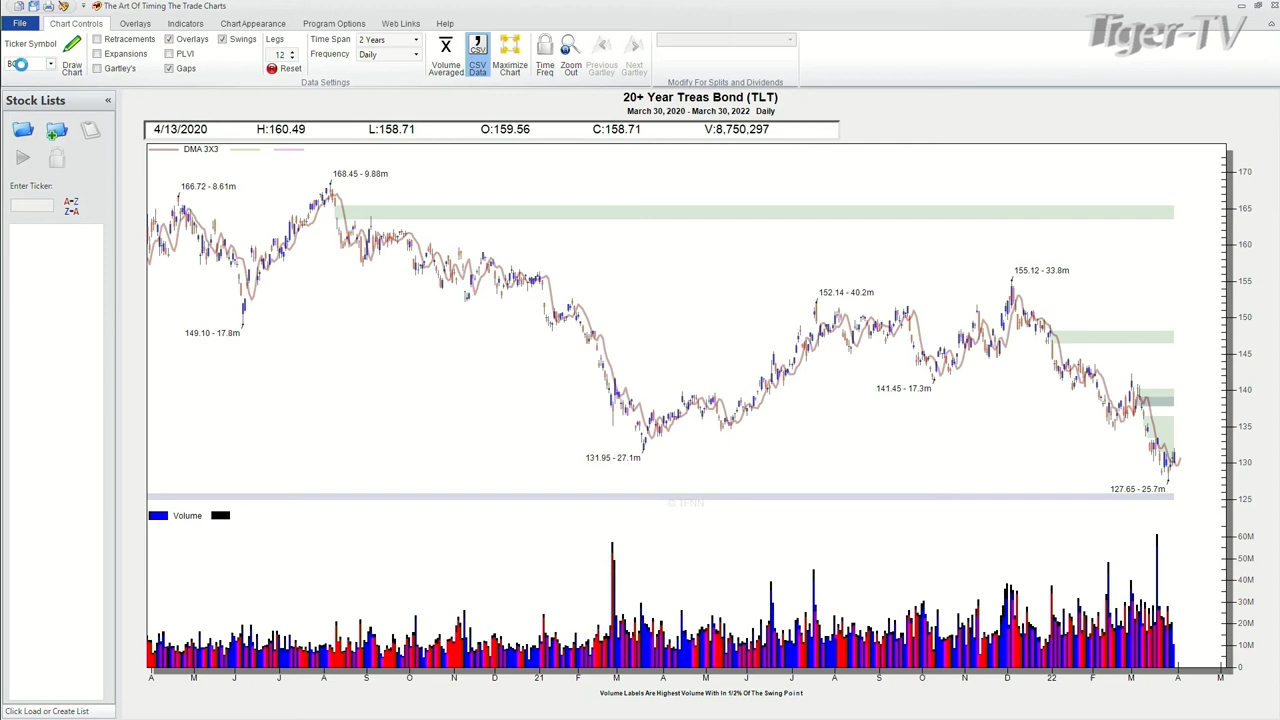 The Art Of Timing The Trade Charts
Tiger-TV
File
Chart Controls
Overlays
Indicators
Chart Appearance
Program Options
Web Links
Help
Ticker Symbol
Draw Chart
Retracements
Expansions
Gartley's
Overlays
PLVI
Gaps
Swings
Legs
12
Reset
Time Span
2 Years
Frequency
Daily
Data Settings
Volume Averaged
CSV
CSV Data
Maximize Chart
Time Freq
Zoom Out
Previous Gartley
Next Gartley
Modify For Splits and Dividends
Stock Lists
«
Enter Ticker:
A=Z
Z=A
Click Load or Create List
20+ Year Treas Bond (TLT)
March 30, 2020 - March 30, 2022 Daily
4/13/2020 H:160.49 L:158.71 O:159.56 C:158.71 V:8,750,297
DMA 3X3
166.72 - 8.61m
168.45 - 9.88m
149.10 - 17.8m
131.95 - 27.1m
152.14 - 40.2m
141.45 - 17.3m
155.12 - 33.8m
127.65 - 25.7m
170
165
160
155
150
145
140
135
130
125
© TFNN
Volume
60M
50M
40M
30M
20M
10M
0
A M J J A S O N D 21 F M A M J J A S O N D 22 F M A M
Volume Labels Are Highest Volume With In 1/2% Of The Swing Point